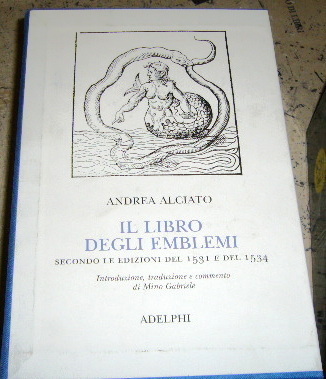 ANDREA ALCIATO
IL LIBRO
DEGLI EMBLEMI
SECONDO LE EDIZIONI DEL 1531 E DEL 1534
Introduzione, traduzione e commento
di Mino Gabriele
ADELPHI